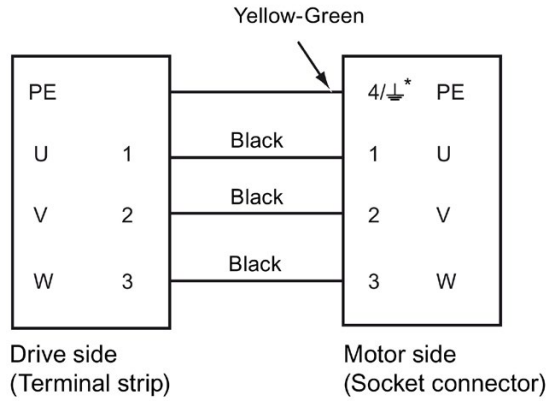 Yellow-Green
PE 4/⏚* PE
U 1 Black 1 U
V 2 Black 2 V
W 3 Black 3 W
Drive side
(Terminal strip)
Motor side
(Socket connector)